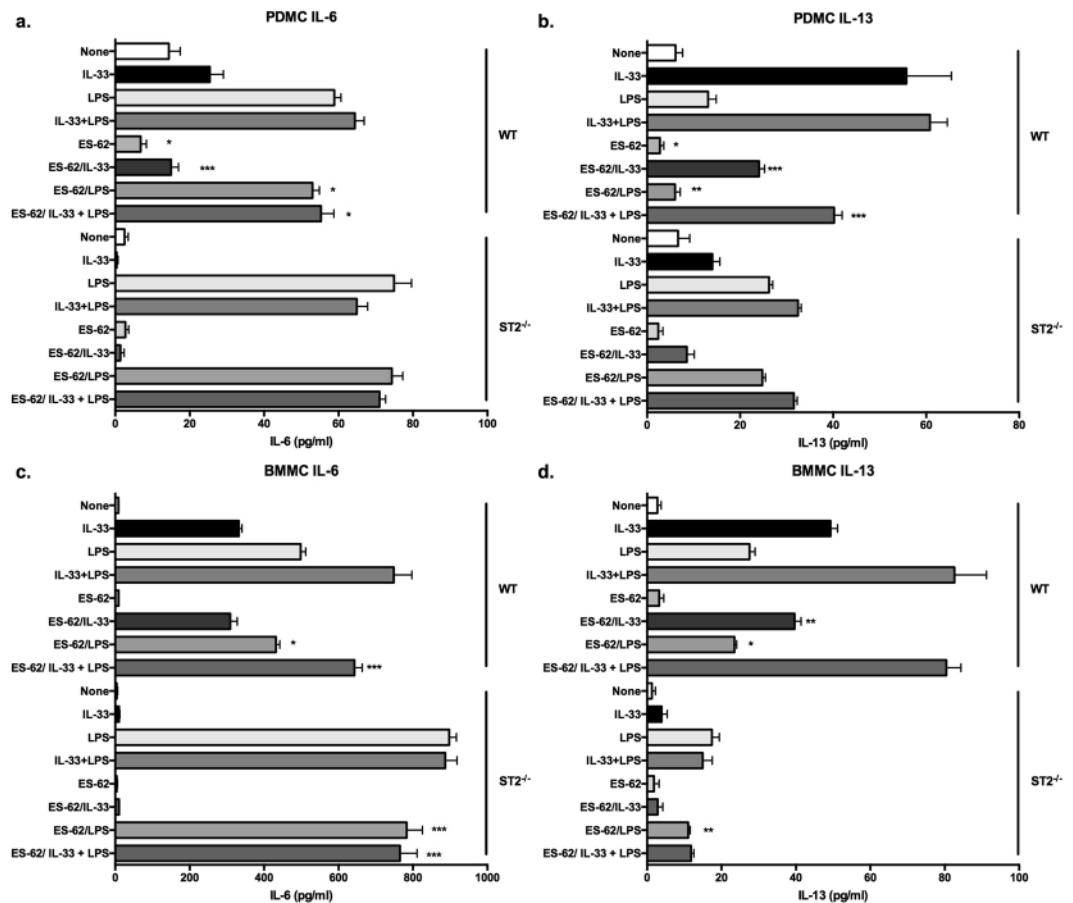 a.
PDMC IL-6
None
IL-33
LPS
IL-33+LPS
ES-62
*
ES-62/IL-33
***
ES-62/LPS
*
ES-62/ IL-33 + LPS
*
WT
None
IL-33
LPS
IL-33+LPS
ES-62
ES-62/IL-33
ES-62/LPS
ES-62/ IL-33 + LPS
ST2-/-
0 20 40 60 80 100
IL-6 (pg/ml)
b.
PDMC IL-13
None
IL-33
LPS
IL-33+LPS
ES-62
*
ES-62/IL-33
***
ES-62/LPS
**
ES-62/ IL-33 + LPS
***
WT
None
IL-33
LPS
IL-33+LPS
ES-62
ES-62/IL-33
ES-62/LPS
ES-62/ IL-33 + LPS
ST2-/-
0 20 40 60 80
IL-13 (pg/ml)
c.
BMMC IL-6
None
IL-33
LPS
IL-33+LPS
ES-62
ES-62/IL-33
ES-62/LPS
*
ES-62/ IL-33 + LPS
***
WT
None
IL-33
LPS
IL-33+LPS
ES-62
ES-62/IL-33
ES-62/LPS
***
ES-62/ IL-33 + LPS
***
ST2-/-
0 200 400 600 800 1000
IL-6 (pg/ml)
d.
BMMC IL-13
None
IL-33
LPS
IL-33+LPS
ES-62
ES-62/IL-33
**
ES-62/LPS
*
ES-62/ IL-33 + LPS
WT
None
IL-33
LPS
IL-33+LPS
ES-62
ES-62/IL-33
ES-62/LPS
**
ES-62/ IL-33 + LPS
ST2-/-
0 20 40 60 80 100
IL-13 (pg/ml)